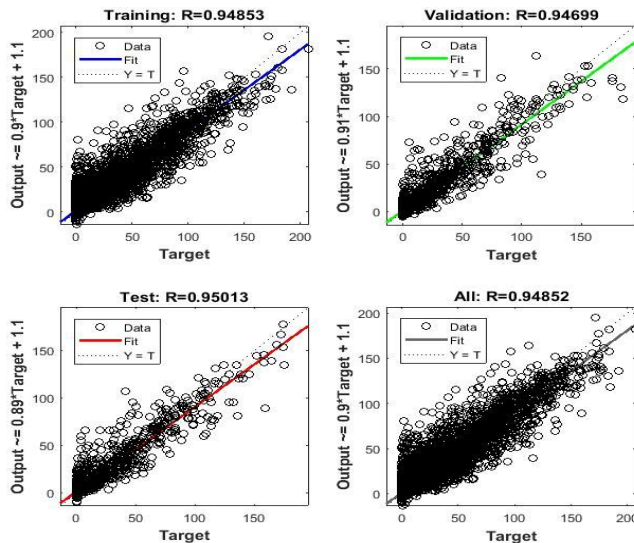 Training: R=0.94853
Output ~= 0.9*Target + 1.1
200
150
100
50
0
Data
Fit
Y = T
0 50 100 150 200
Target
Validation: R=0.94699
Output ~= 0.91*Target + 1.1
150
100
50
0
Data
Fit
Y = T
0 50 100 150
Target
Test: R=0.95013
Output ~= 0.89*Target + 1.1
150
100
50
0
Data
Fit
Y = T
0 50 100 150
Target
All: R=0.94852
Output ~= 0.9*Target + 1.1
200
150
100
50
0
Data
Fit
Y = T
0 50 100 150 200
Target